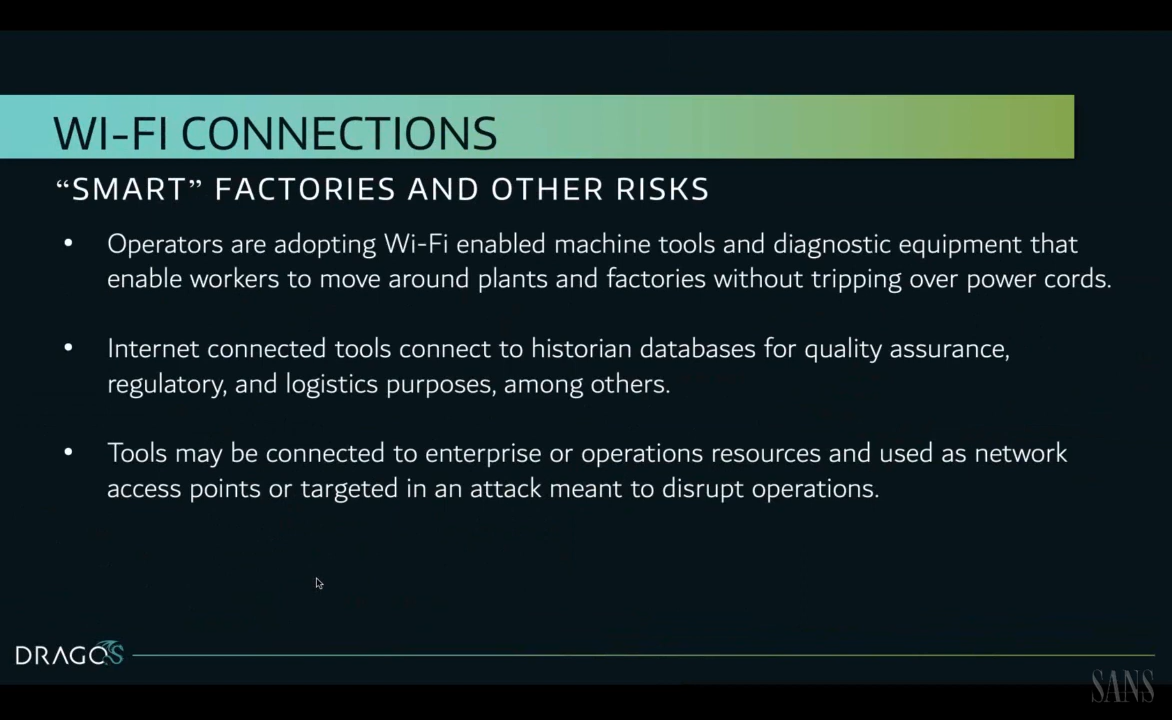 WI-FI CONNECTIONS
“SMART” FACTORIES AND OTHER RISKS
• Operators are adopting Wi-Fi enabled machine tools and diagnostic equipment that
enable workers to move around plants and factories without tripping over power cords.
• Internet connected tools connect to historian databases for quality assurance,
regulatory, and logistics purposes, among others.
• Tools may be connected to enterprise or operations resources and used as network
access points or targeted in an attack meant to disrupt operations.
DRAGOS
SANS